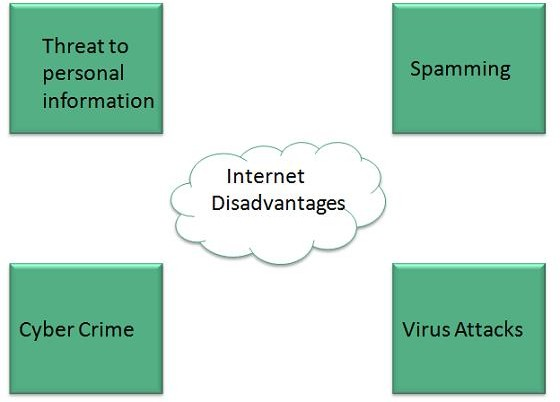 Threat to
personal
information
Spamming
Internet
Disadvantages
Cyber Crime
Virus Attacks